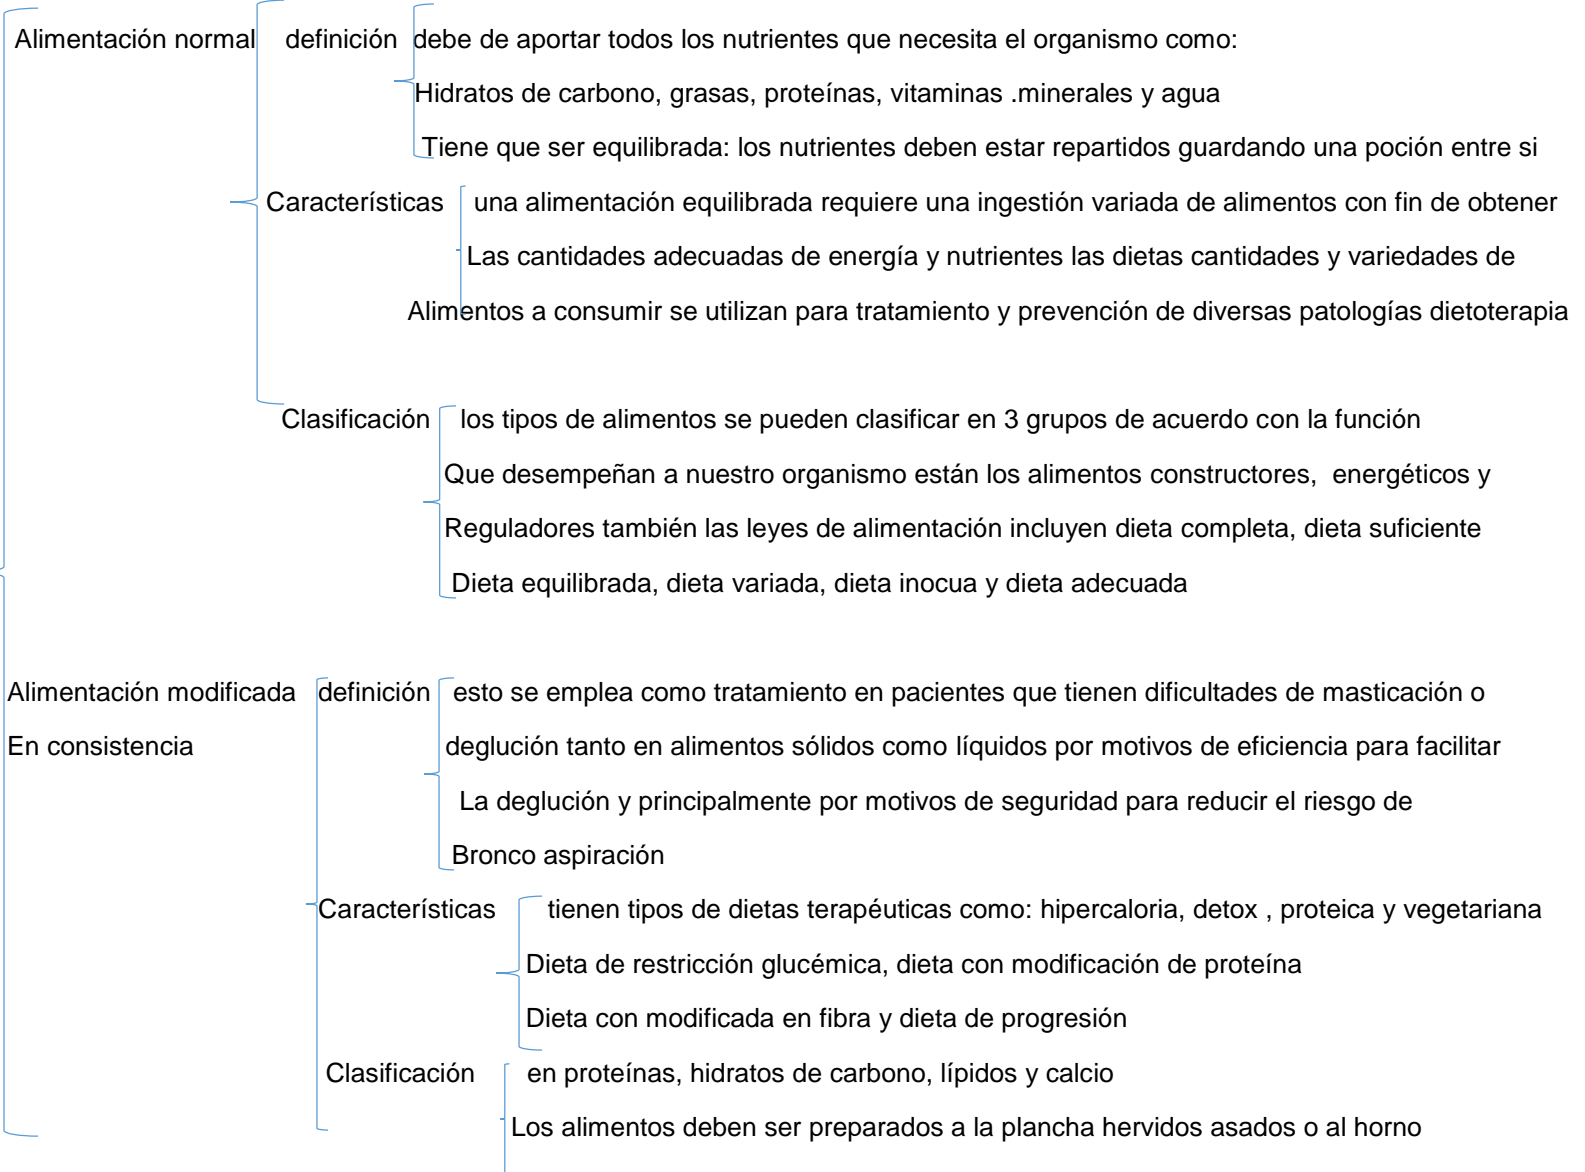 Alimentación normal definición debe de aportar todos los nutrientes que necesita el organismo como:
Hidratos de carbono, grasas, proteínas, vitaminas .minerales y agua
Tiene que ser equilibrada: los nutrientes deben estar repartidos guardando una poción entre si
Características una alimentación equilibrada requiere una ingestión variada de alimentos con fin de obtener
Las cantidades adecuadas de energía y nutrientes las dietas cantidades y variedades de
Alimentos a consumir se utilizan para tratamiento y prevención de diversas patologías dietoterapia
Clasificación los tipos de alimentos se pueden clasificar en 3 grupos de acuerdo con la función
Que desempeñan a nuestro organismo están los alimentos constructores, energéticos y
Reguladores también las leyes de alimentación incluyen dieta completa, dieta suficiente
Dieta equilibrada, dieta variada, dieta inocua y dieta adecuada
Alimentación modificada definición esto se emplea como tratamiento en pacientes que tienen dificultades de masticación o
En consistencia deglución tanto en alimentos sólidos como líquidos por motivos de eficiencia para facilitar
La deglución y principalmente por motivos de seguridad para reducir el riesgo de
Bronco aspiración
Características tienen tipos de dietas terapéuticas como: hipercaloria, detox , proteica y vegetariana
Dieta de restricción glucémica, dieta con modificación de proteína
Dieta con modificada en fibra y dieta de progresión
Clasificación en proteínas, hidratos de carbono, lípidos y calcio
Los alimentos deben ser preparados a la plancha hervidos asados o al horno